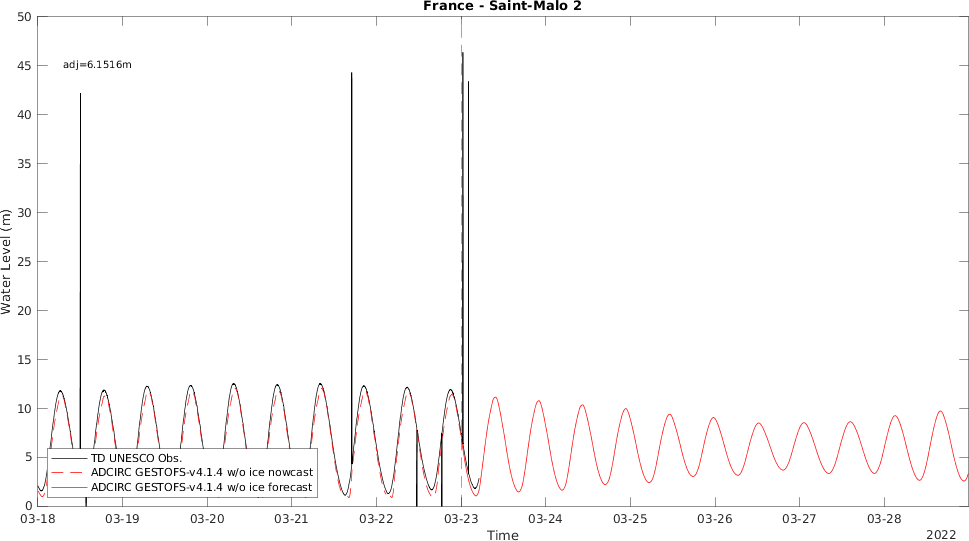 France - Saint-Malo 2
50
45
40
35
30
25
20
15
10
5
0
adj=6.1516m
Water Level (m)
TD UNESCO Obs.
ADCIRC GESTOFS-v4.1.4 w/o ice nowcast
ADCIRC GESTOFS-v4.1.4 w/o ice forecast
03-18 03-19 03-20 03-21 03-22 03-23 03-24 03-25 03-26 03-27 03-28
Time
2022